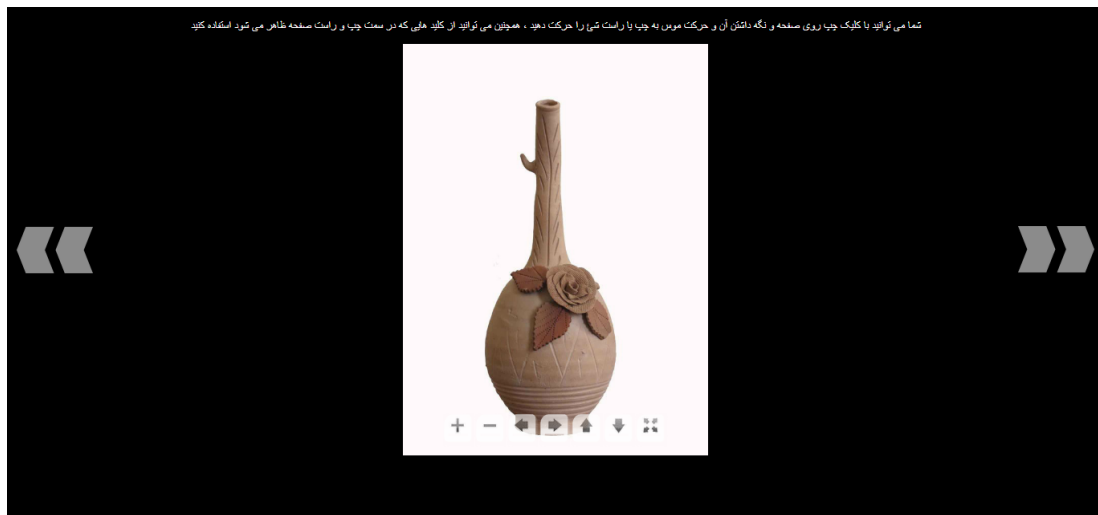 شما می توانید با کلیک چپ روی صفحه و نگه داشتن آن و حرکت موس به چپ یا راست شئ را حرکت دهید ، همچنین می توانید از کلید هایی که در سمت چپ و راست صفحه ظاهر می شود استفاده کنید